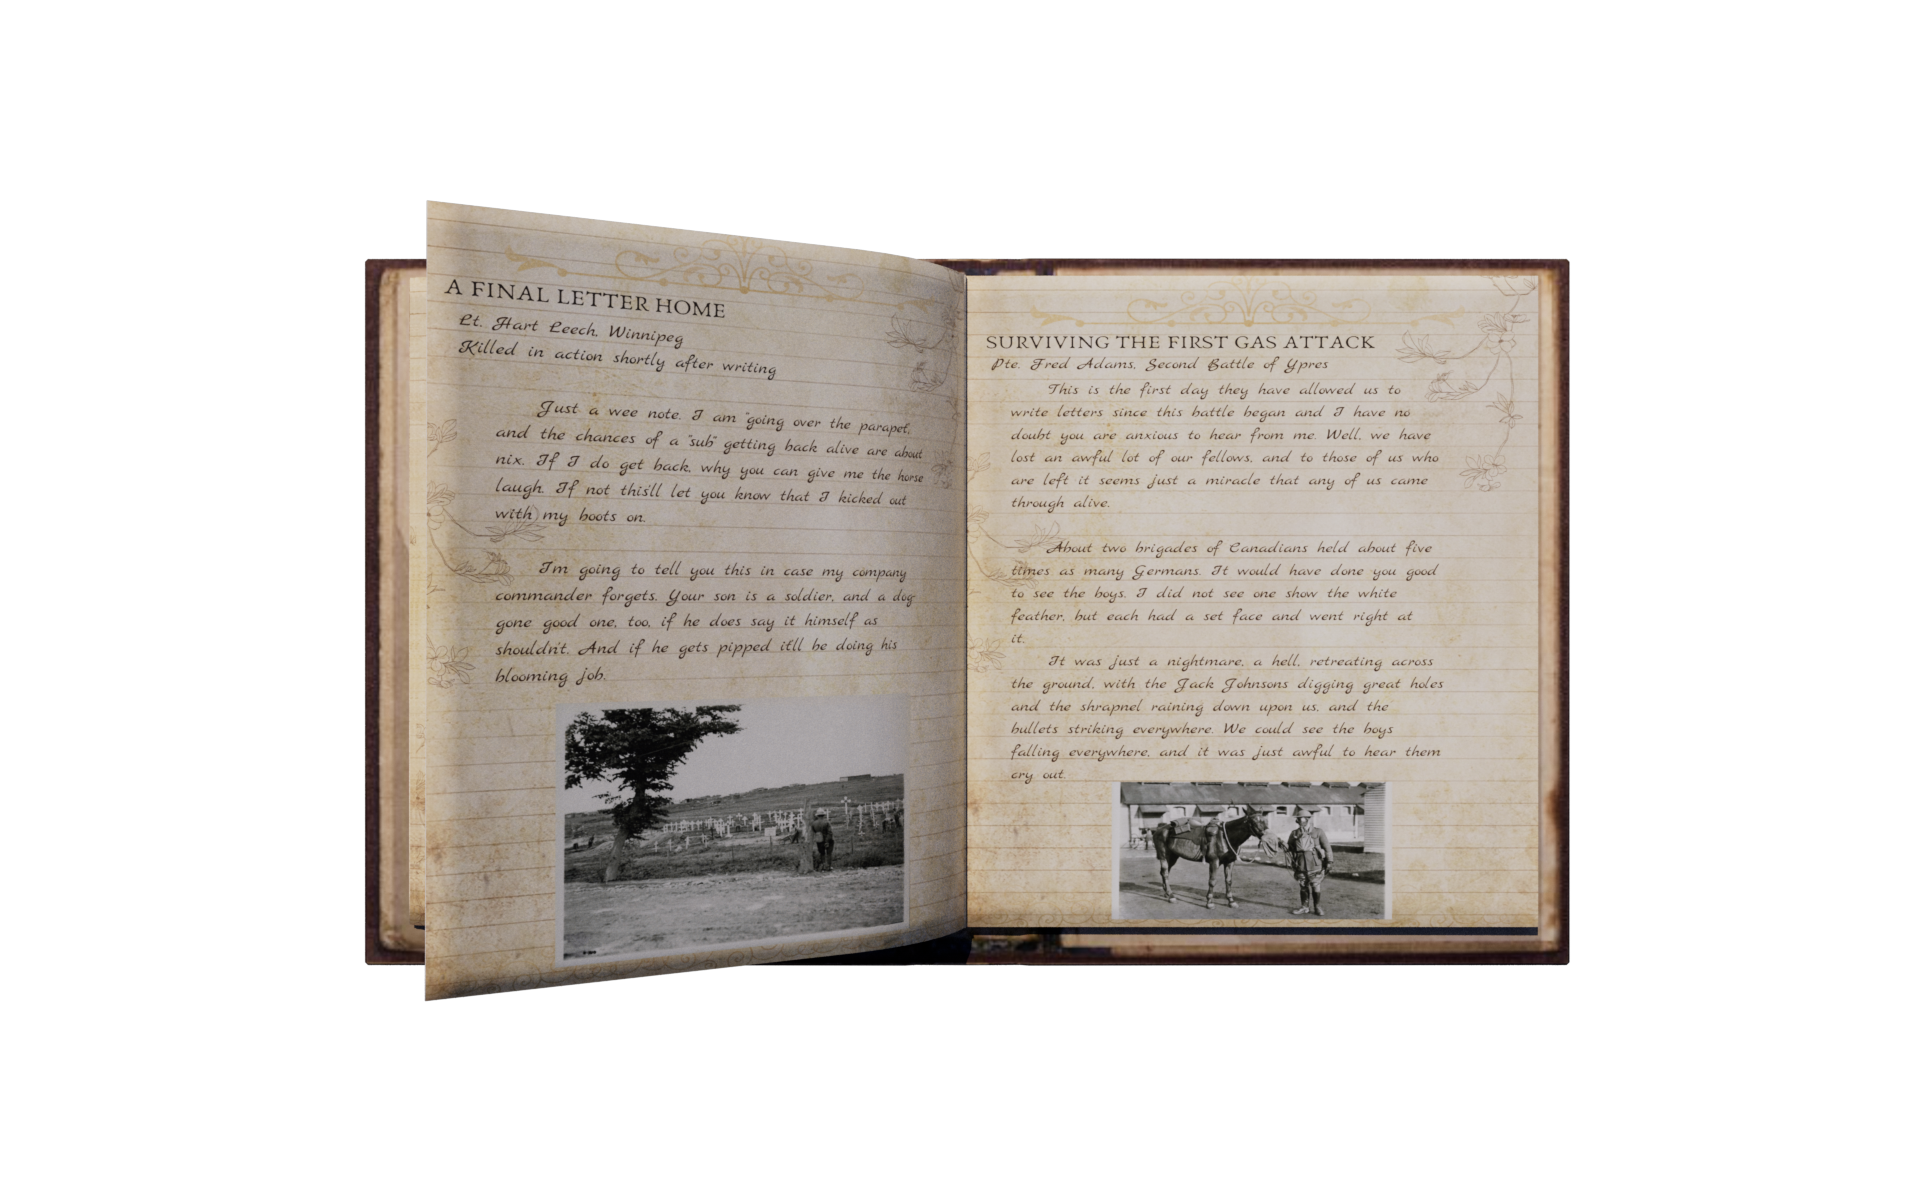 A FINAL LETTER HOME
Lt. Hart Leech, Winnipeg
Killed in action shortly after writing
Just a wee note. I am "going over the parapet,
and the chances of a "sub" getting back alive are about
nix. If I do get back, why you can give me the horse
laugh. If not this'll let you know that I kicked out
with my boots on.
I'm going to tell you this in case my company
commander forgets. Your son is a soldier, and a dog-
gone good one, too, if he does say it himself as
shouldn't. And if he gets pipped it'll be doing his
blooming job.
SURVIVING THE FIRST GAS ATTACK
Pte. Fred Adams, Second Battle of Ypres
This is the first day they have allowed us to
write letters since this battle began and I have no
doubt you are anxious to hear from me. Well, we have
lost an awful lot of our fellows, and to those of us who
are left it seems just a miracle that any of us came
through alive.
About two brigades of Canadians held about five
times as many Germans. It would have done you good
to see the boys. I did not see one show the white
feather, but each had a set face and went right at
it.
It was just a nightmare, a hell, retreating across
the ground, with the Jack Johnsons digging great holes
and the shrapnel raining down upon us, and the
bullets striking everywhere. We could see the boys
falling everywhere, and it was just awful to hear them
cry out.